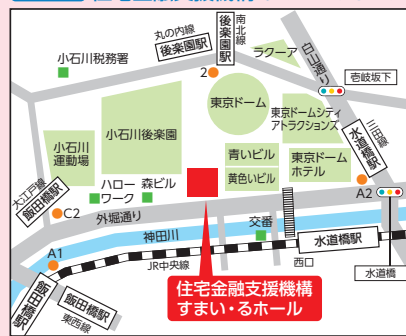 丸の内線
後楽園駅
南北線
小石川税務署
2
ラクーア
白山通り
壱岐坂下
東京ドーム
小石川後楽園
東京ドームシティ
アトラクションズ
三田線
水道橋駅
小石川
運動場
青いビル
東京ドーム
ホテル
黄色いビル
大江戸線
飯田橋駅
ハロー
ワーク
森ビル
C2
外堀通り
A2
神田川
交番
水道橋駅
A1
JR中央線
西口
水道橋
飯田橋駅
飯田橋駅
東西線
住宅金融支援機構
すまい・るホール